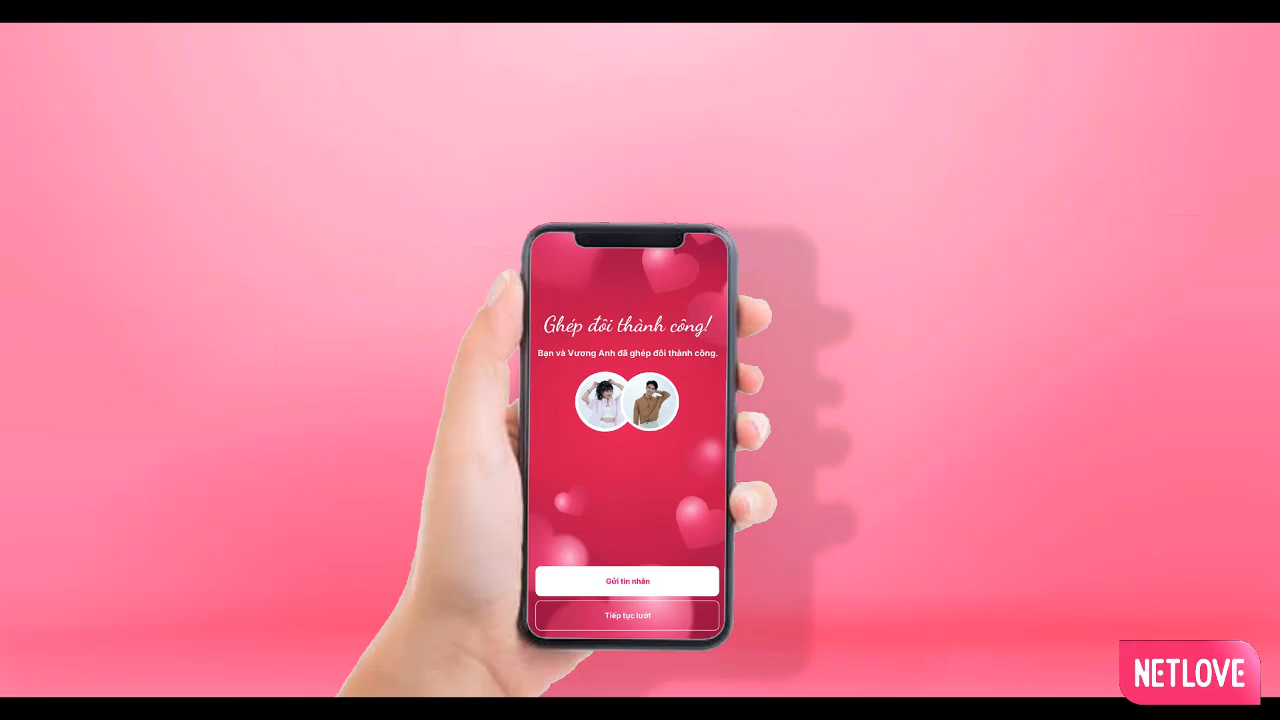 Ghép đôi thành công!
Bạn và Vương Anh đã ghép đôi thành công.
Gửi tin nhắn
Tiếp tục lướt
NETLOVE